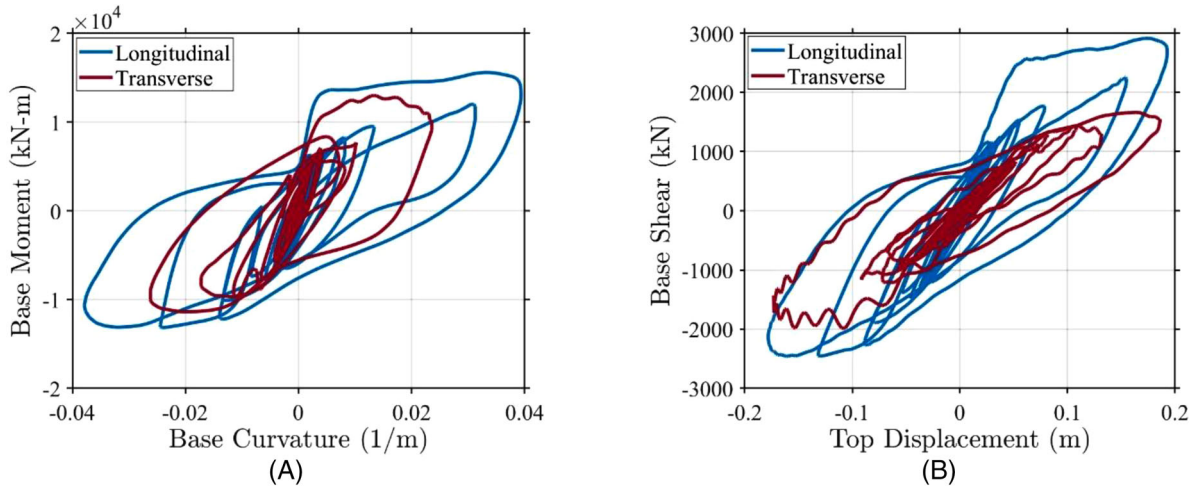 ×10⁴
2
1
0
-1
-2
Base Moment (kN-m)
Longitudinal
Transverse
-0.04
-0.02
0
0.02
0.04
Base Curvature (1/m)
(A)
3000
2000
1000
0
-1000
-2000
-3000
Base Shear (kN)
Longitudinal
Transverse
-0.2
-0.1
0
0.1
0.2
Top Displacement (m)
(B)